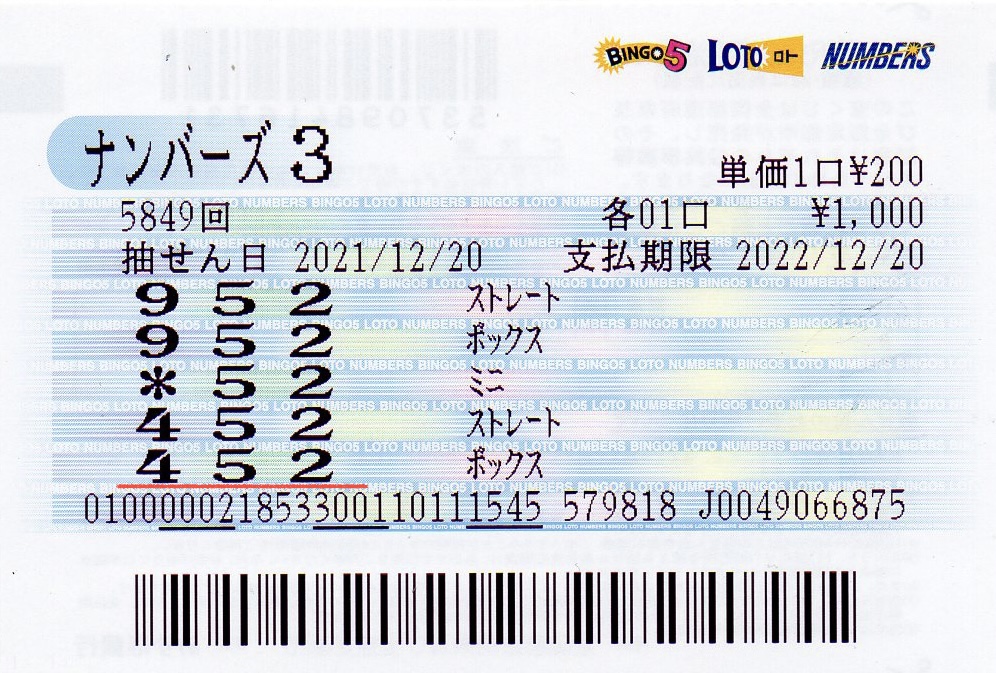 BINGO5 LOTO ロト NUMBERS
ナンバーズ 3
単価1口¥200
5849回 各01口 ¥1,000
抽せん日 2021/12/20 支払期限 2022/12/20
9 5 2 ストレート
9 5 2 ボックス
* 5 2 ミニ
4 5 2 ストレート
4 5 2 ボックス
0100000218533001101111545 579818 J0049066875